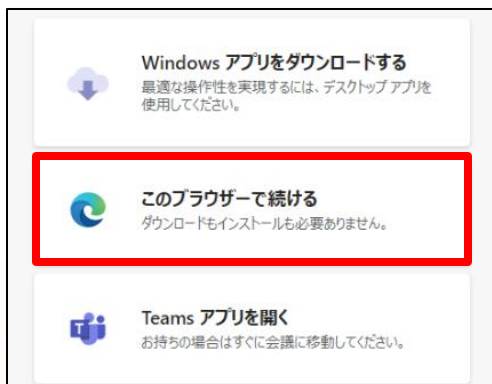 Windows アプリをダウンロードする
最適な操作性を実現するには、デスクトップ アプリを
使用してください。
このブラウザーで続ける
ダウンロードもインストールも必要ありません。
Teams アプリを開く
お持ちの場合はすぐに会議に移動してください。